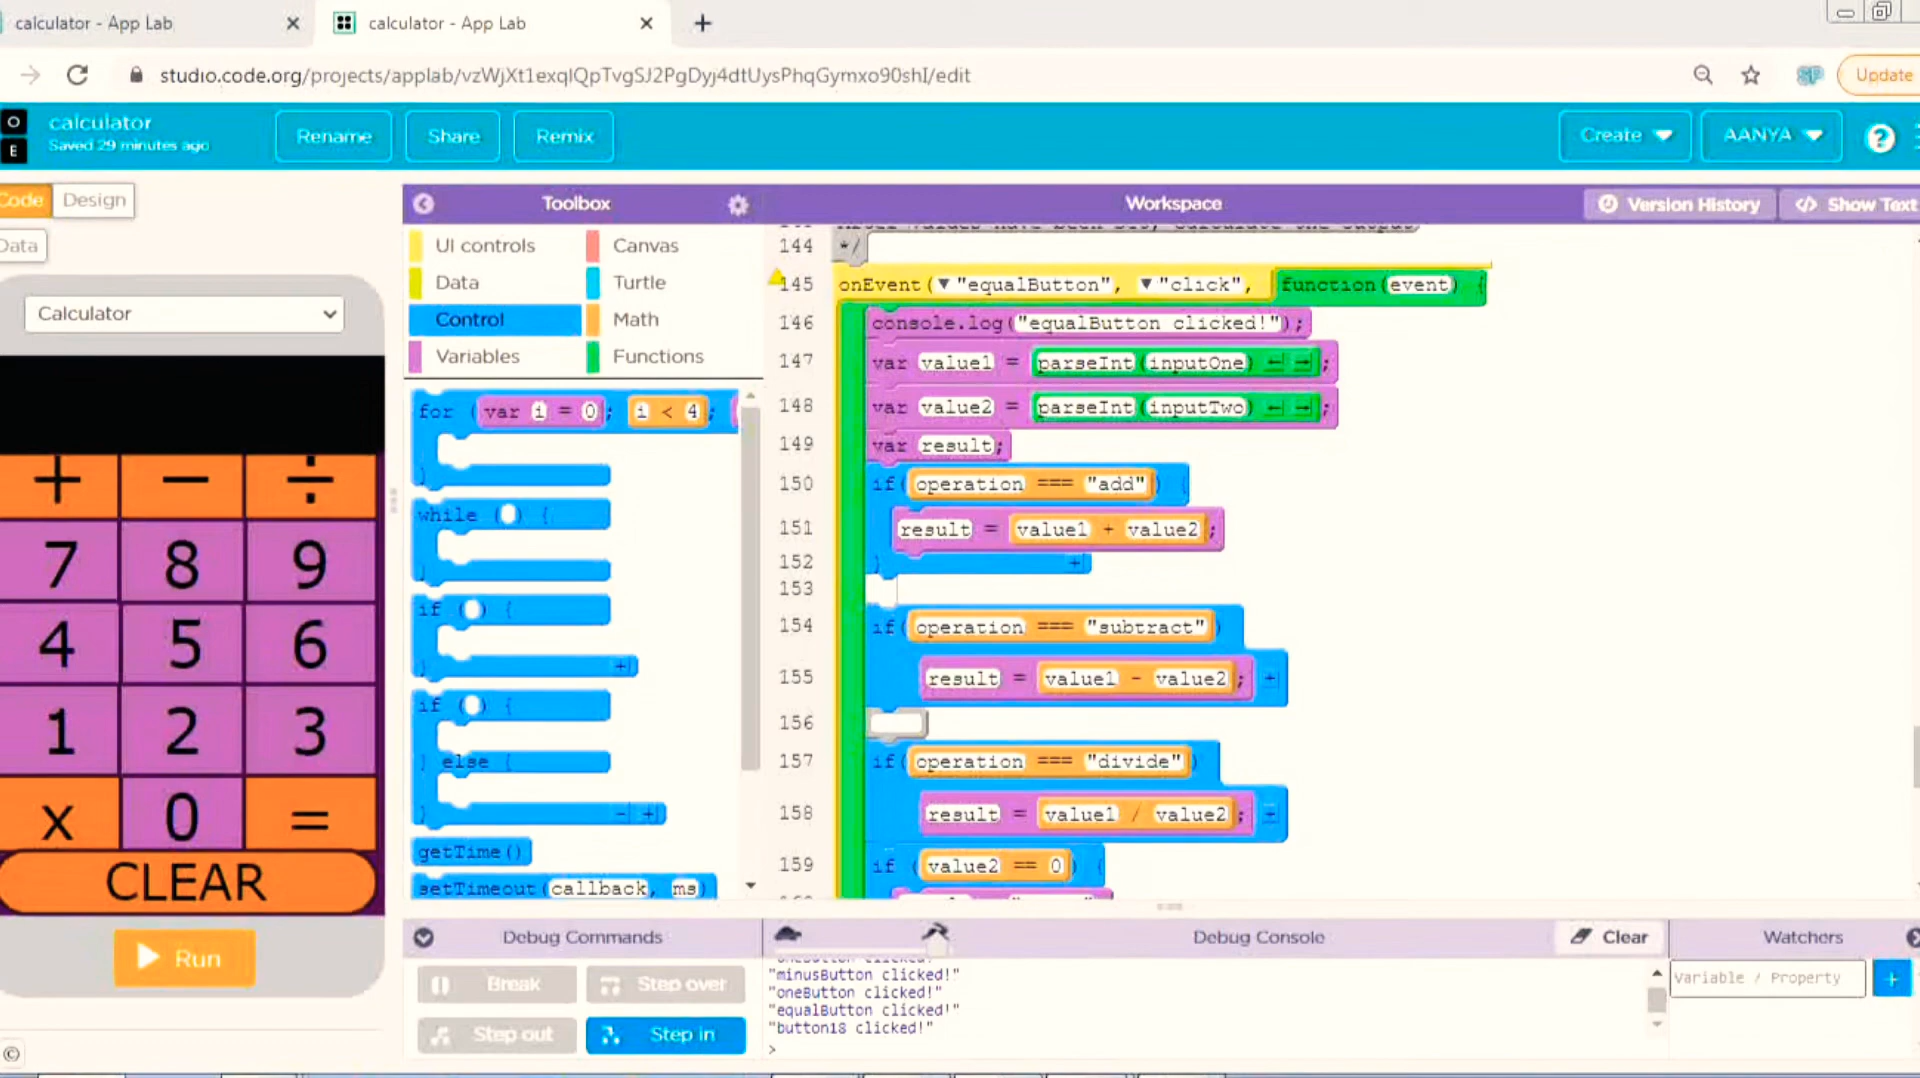 calculator - App Lab
calculator - App Lab
studio.code.org/projects/applab/vzWjXt1exqlQpTvgSJ2PgDyj4dtUysPhqGymxo90shI/edit
Update
O
E
calculator
Saved 29 minutes ago
Rename
Share
Remix
Create
AANYA
?
Code
Design
Data
Toolbox
Workspace
Version History
</> Show Text
UI controls
Canvas
Data
Turtle
Control
Math
Variables
Functions
Calculator
+ − ÷
7 8 9
4 5 6
1 2 3
x 0 =
CLEAR
Run
for (var i = 0; i < 4;
}
while ( ) {
if ( ) {
} +
if ( ) {
} else {
} - +
getTime()
setTimeout(callback, ms)
144 */
145 onEvent(▼"equalButton", ▼"click", function(event) {
146 console.log("equalButton clicked!");
147 var value1 = parseInt(inputOne) ← →;
148 var value2 = parseInt(inputTwo) ← →;
149 var result;
150 if(operation === "add") {
151 result = value1 + value2;
152 } +
153
154 if(operation === "subtract")
155 result = value1 - value2; +
156
157 if(operation === "divide")
158 result = value1 / value2; +
159 if (value2 == 0) {
Debug Commands
Debug Console
Clear
Watchers
Break
Step over
Step out
Step in
"minusButton clicked!"
"oneButton clicked!"
"equalButton clicked!"
"button18 clicked!"
>
Variable / Property
+
©